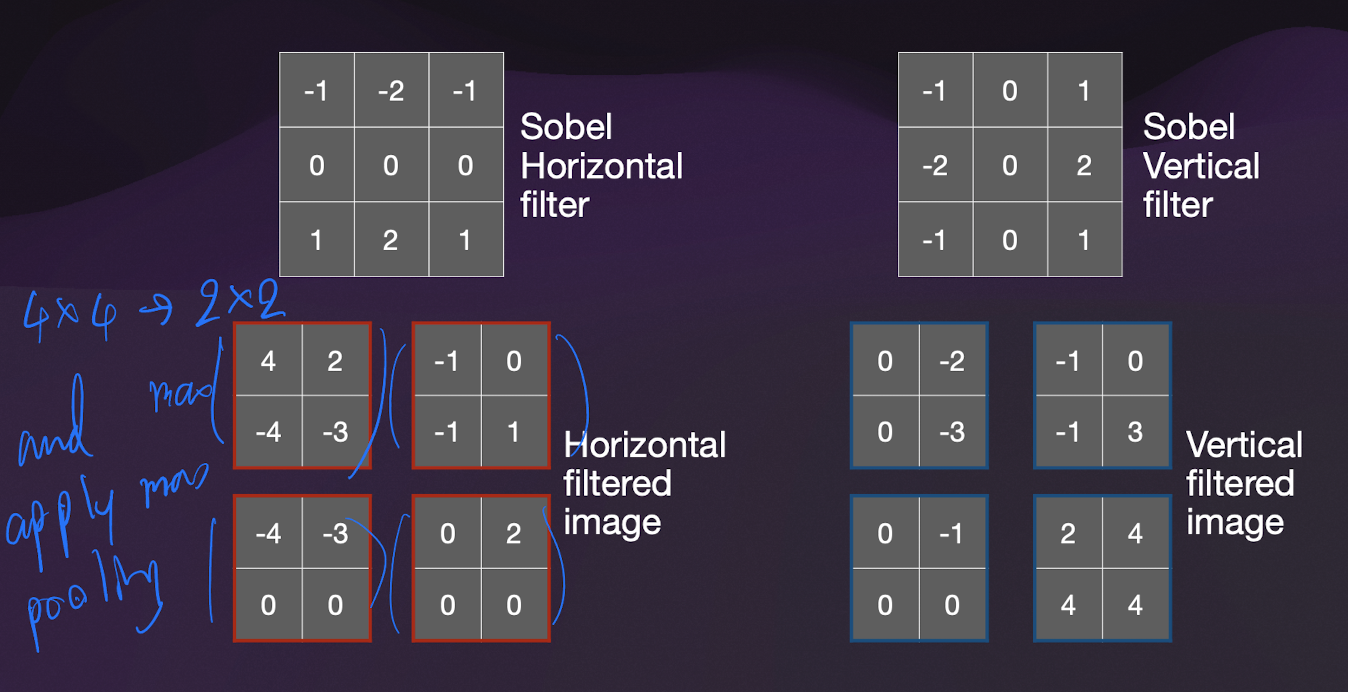 -1 -2 -1
0 0 0
1 2 1
Sobel
Horizontal
filter
-1 0 1
-2 0 2
-1 0 1
Sobel
Vertical
filter
4×4 → 2×2
and
apply
pooling
max
max
4 2
-4 -3
-1 0
-1 1
-4 -3
0 0
0 2
0 0
Horizontal
filtered
image
0 -2
0 -3
-1 0
-1 3
0 -1
0 0
2 4
4 4
Vertical
filtered
image